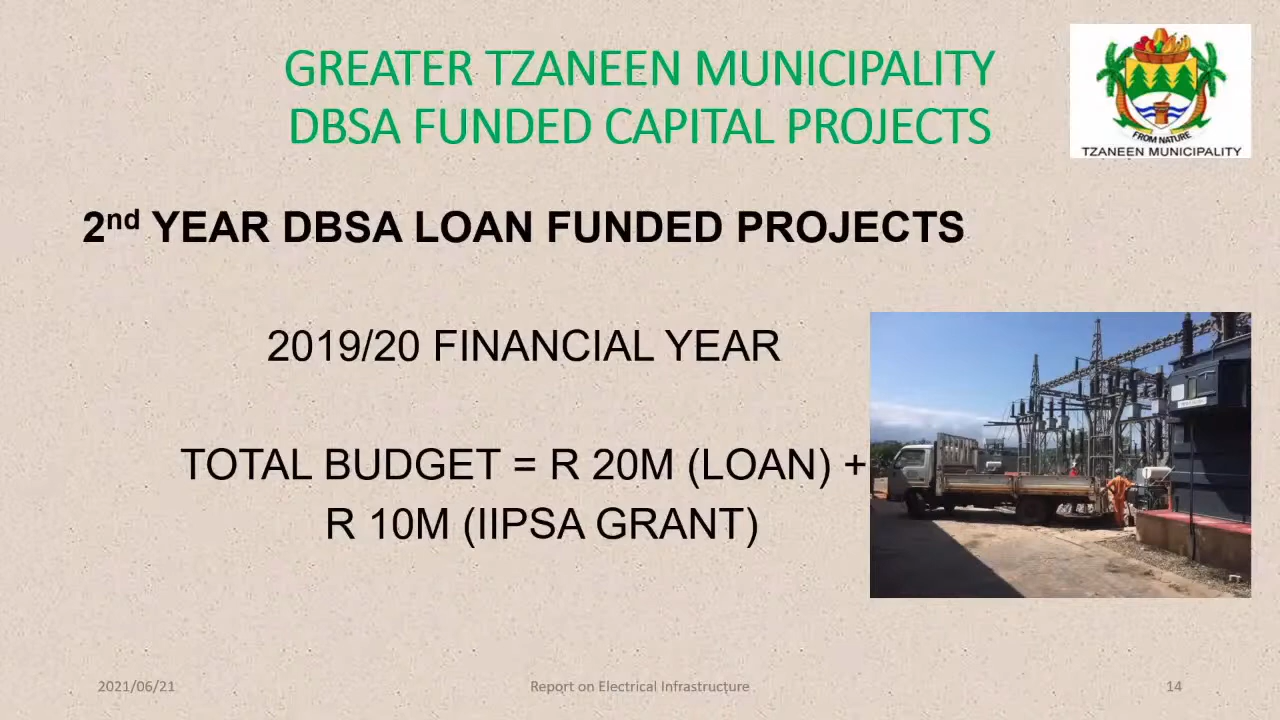 GREATER TZANEEN MUNICIPALITY
DBSA FUNDED CAPITAL PROJECTS
FROM NATURE
TZANEEN MUNICIPALITY
2nd YEAR DBSA LOAN FUNDED PROJECTS
2019/20 FINANCIAL YEAR
TOTAL BUDGET = R 20M (LOAN) +
R 10M (IIPSA GRANT)
2021/06/21
Report on Electrical Infrastructure
14